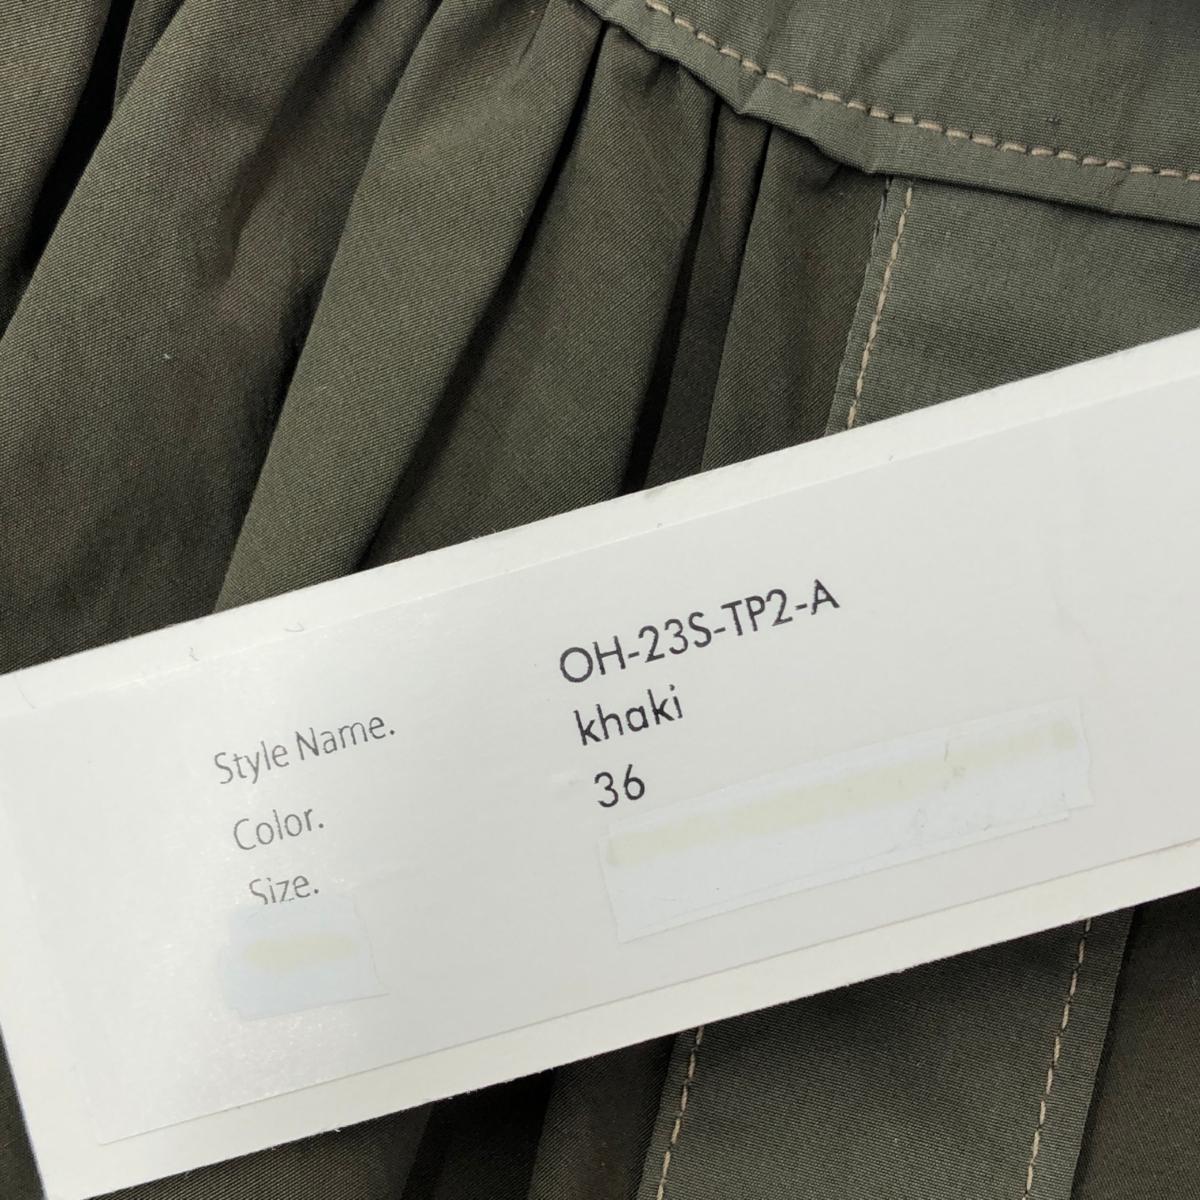 Style Name. OH-23S-TP2-A
Color. khaki
Size. 36